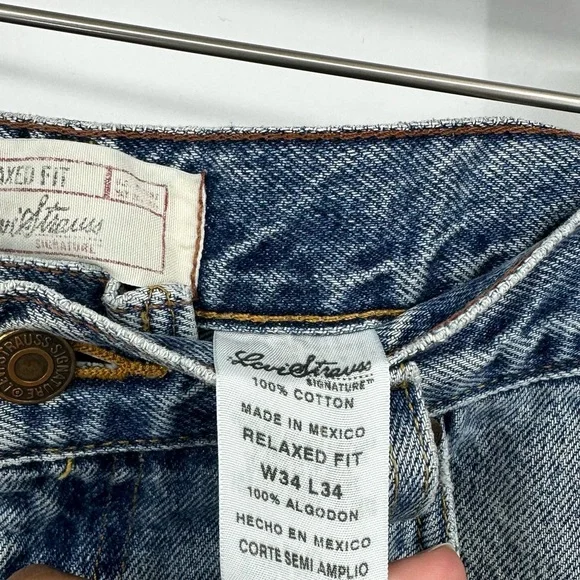 AXED FIT
Levi Strauss
SIGNATURE
STRAUSS SIGNATURE
Levi Strauss
SIGNATURE™
100% COTTON
MADE IN MEXICO
RELAXED FIT
W34 L34
100% ALGODON
HECHO EN MEXICO
CORTE SEMI AMPLIO